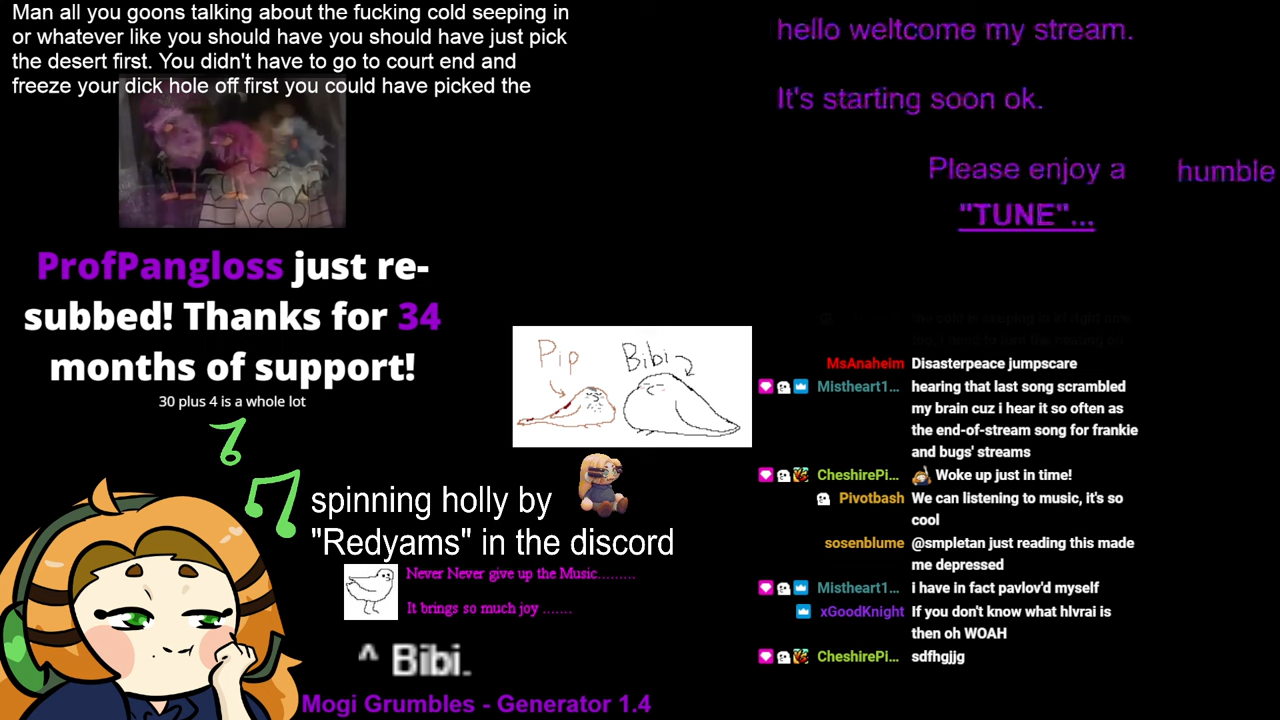 Man all you goons talking about the fucking cold seeping in
or whatever like you should have you should have just pick
the desert first. You didn't have to go to court end and
freeze your dick hole off first you could have picked the
hello weltcome my stream.
It's starting soon ok.
Please enjoy a humble
"TUNE"...
ProfPangloss just re-
subbed! Thanks for 34
months of support!
30 plus 4 is a whole lot
Pip
Bibi
spinning holly by
"Redyams" in the discord
Never Never give up the Music.........
It brings so much joy .......
^ Bibi.
Mogi Grumbles - Generator 1.4
MsAnaheim Disasterpeace jumpscare
Mistheart1... hearing that last song scrambled
my brain cuz i hear it so often as
the end-of-stream song for frankie
and bugs' streams
CheshirePi... Woke up just in time!
Pivotbash We can listening to music, it's so
cool
sosenblume @smpletan just reading this made
me depressed
Mistheart1... i have in fact pavlov'd myself
xGoodKnight If you don't know what hlvrai is
then oh WOAH
CheshirePi... sdfhgjjg